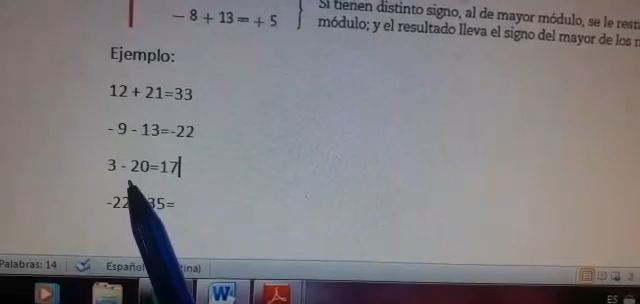 - 8 + 13 = + 5
Si tienen distinto signo, al de mayor módulo, se le
módulo; y el resultado lleva el signo del mayor de los
Ejemplo:
12 + 21=33
- 9 - 13=-22
3 - 20=17
-22 35=
Palabras: 14 Español
W
ES